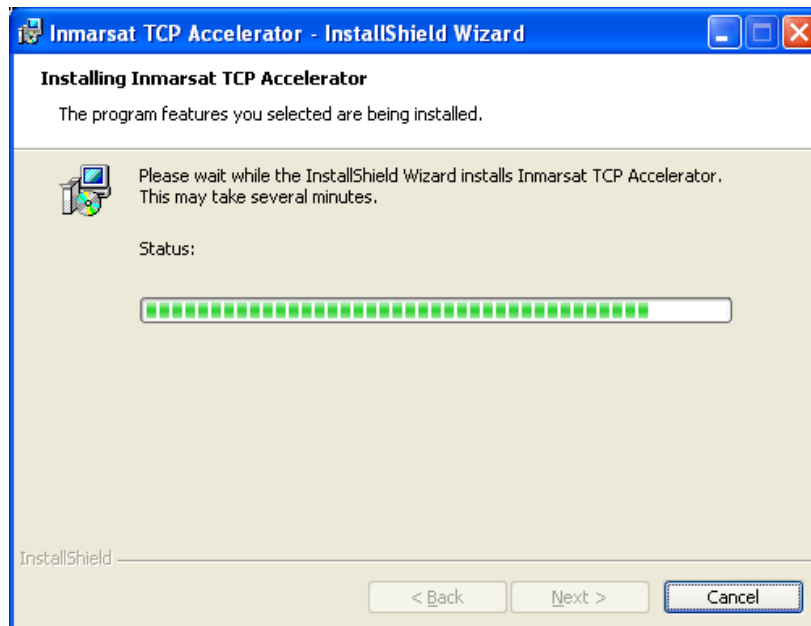 Inmarsat TCP Accelerator - InstallShield Wizard
Installing Inmarsat TCP Accelerator
The program features you selected are being installed.
Please wait while the InstallShield Wizard installs Inmarsat TCP Accelerator.
This may take several minutes.
Status:
InstallShield
< Back Next > Cancel